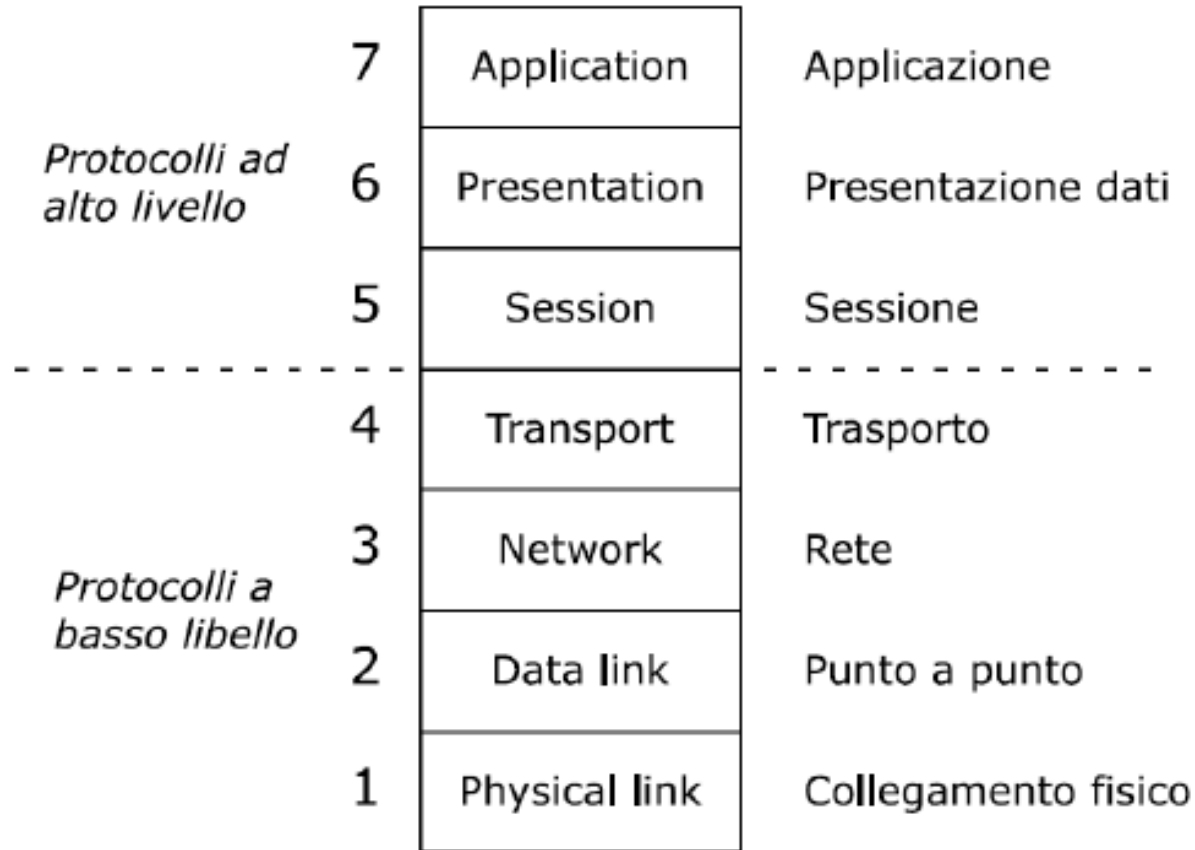 7 Application Applicazione
Protocolli ad
alto livello
6 Presentation Presentazione dati
5 Session Sessione
4 Transport Trasporto
3 Network Rete
Protocolli a
basso libello
2 Data link Punto a punto
1 Physical link Collegamento fisico